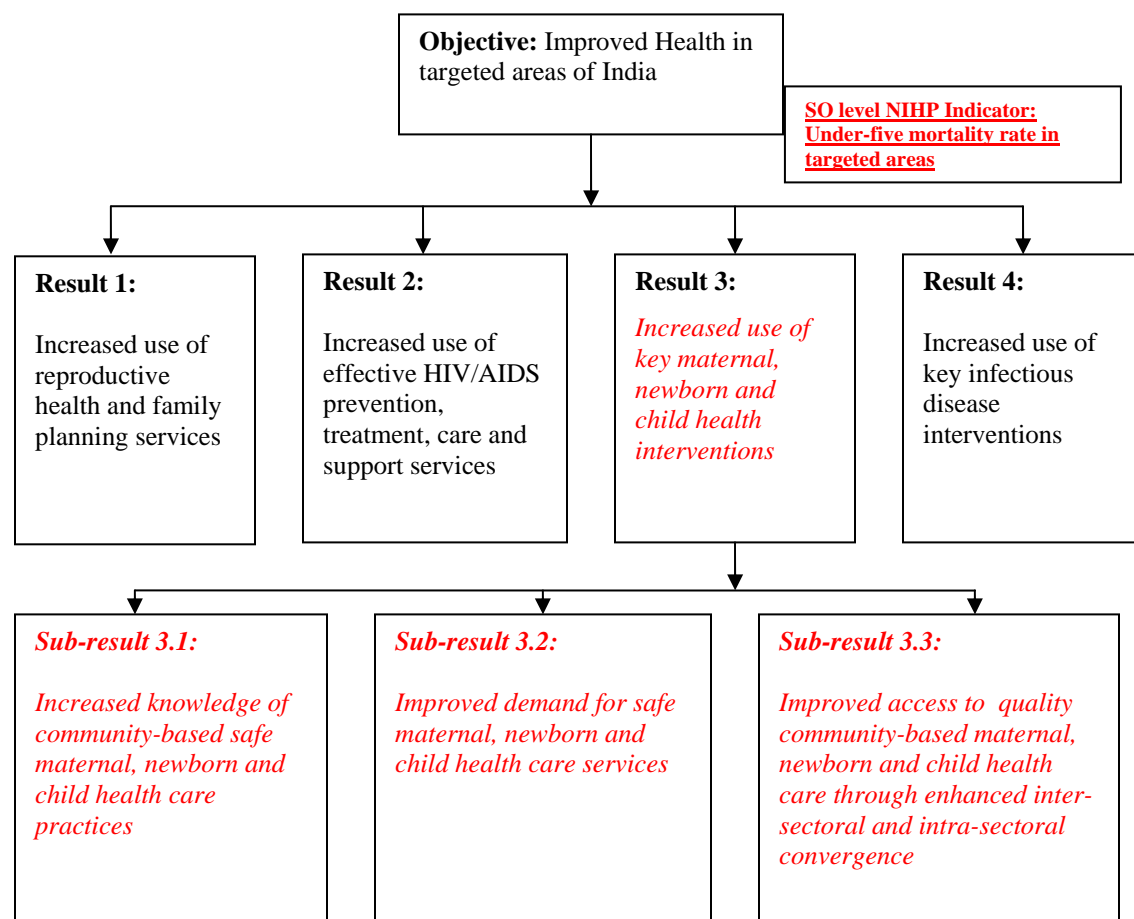 Objective: Improved Health in
targeted areas of India
SO level NIHP Indicator:
Under-five mortality rate in
targeted areas
Result 1:
Increased use of
reproductive
health and family
planning services
Result 2:
Increased use of
effective HIV/AIDS
prevention,
treatment, care and
support services
Result 3:
Increased use of
key maternal,
newborn and
child health
interventions
Result 4:
Increased use of
key infectious
disease
interventions
Sub-result 3.1:
Increased knowledge of
community-based safe
maternal, newborn and
child health care
practices
Sub-result 3.2:
Improved demand for safe
maternal, newborn and
child health care services
Sub-result 3.3:
Improved access to quality
community-based maternal,
newborn and child health
care through enhanced inter-
sectoral and intra-sectoral
convergence